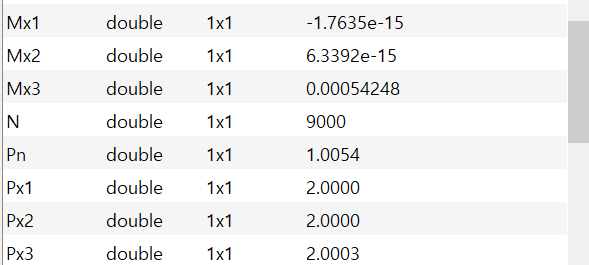 Mx1 double 1x1 -1.7635e-15
Mx2 double 1x1 6.3392e-15
Mx3 double 1x1 0.00054248
N double 1x1 9000
Pn double 1x1 1.0054
Px1 double 1x1 2.0000
Px2 double 1x1 2.0000
Px3 double 1x1 2.0003